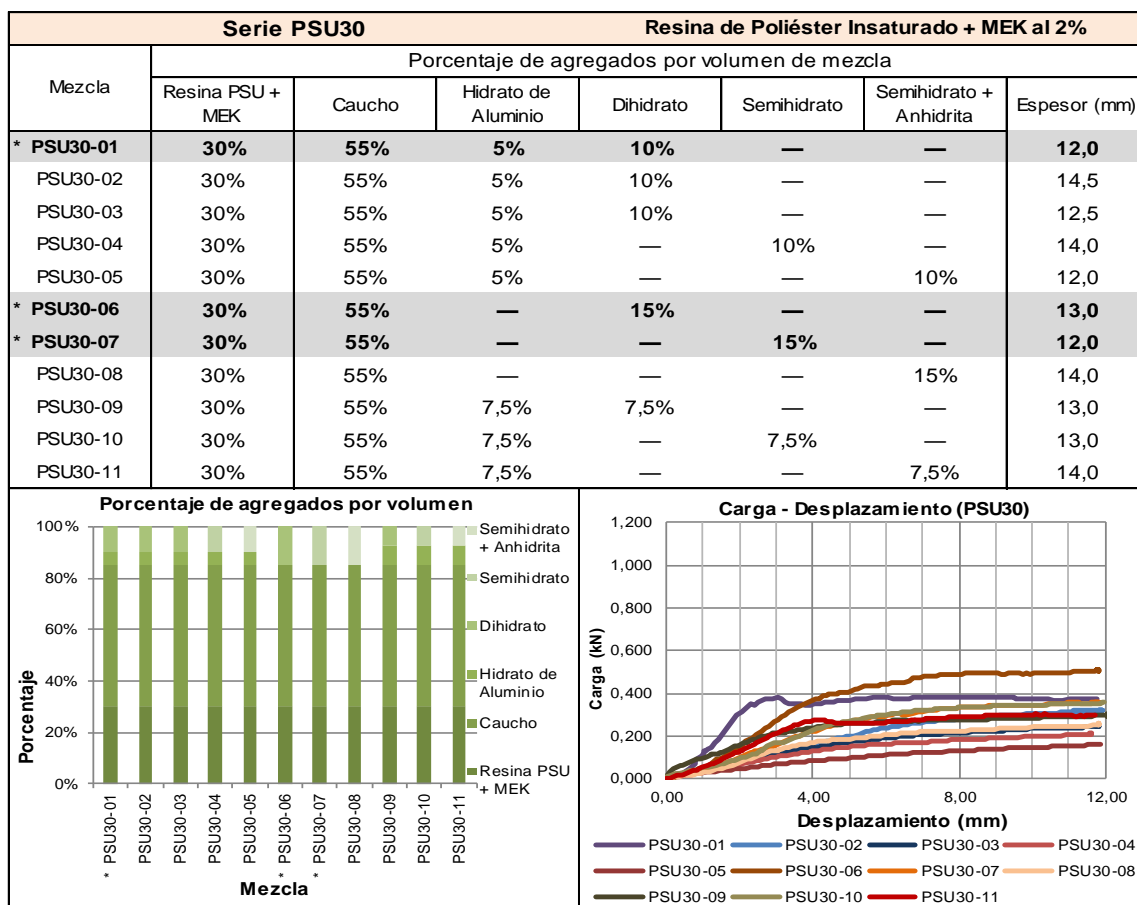 Serie PSU30 Resina de Poliéster Insaturado + MEK al 2%
Mezcla Porcentaje de agregados por volumen de mezcla
Resina PSU + MEK Caucho Hidrato de Aluminio Dihidrato Semihidrato Semihidrato + Anhidrita Espesor (mm)
* PSU30-01 30% 55% 5% 10% — — 12,0
PSU30-02 30% 55% 5% 10% — — 14,5
PSU30-03 30% 55% 5% 10% — — 12,5
PSU30-04 30% 55% 5% — 10% — 14,0
PSU30-05 30% 55% 5% — — 10% 12,0
* PSU30-06 30% 55% — 15% — — 13,0
* PSU30-07 30% 55% — — 15% — 12,0
PSU30-08 30% 55% — — — 15% 14,0
PSU30-09 30% 55% 7,5% 7,5% — — 13,0
PSU30-10 30% 55% 7,5% — 7,5% — 13,0
PSU30-11 30% 55% 7,5% — — 7,5% 14,0
Porcentaje de agregados por volumen
100%
80%
60%
40%
20%
0%
Porcentaje
* PSU30-01
PSU30-02
PSU30-03
PSU30-04
PSU30-05
* PSU30-06
* PSU30-07
PSU30-08
PSU30-09
PSU30-10
PSU30-11
Mezcla
Semihidrato
+ Anhidrita
Semihidrato
Dihidrato
Hidrato de
Aluminio
Caucho
Resina PSU
+ MEK
Carga - Desplazamiento (PSU30)
1,200
1,000
0,800
0,600
0,400
0,200
0,000
Carga (kN)
0,00 4,00 8,00 12,00
Desplazamiento (mm)
PSU30-01 PSU30-02 PSU30-03 PSU30-04
PSU30-05 PSU30-06 PSU30-07 PSU30-08
PSU30-09 PSU30-10 PSU30-11